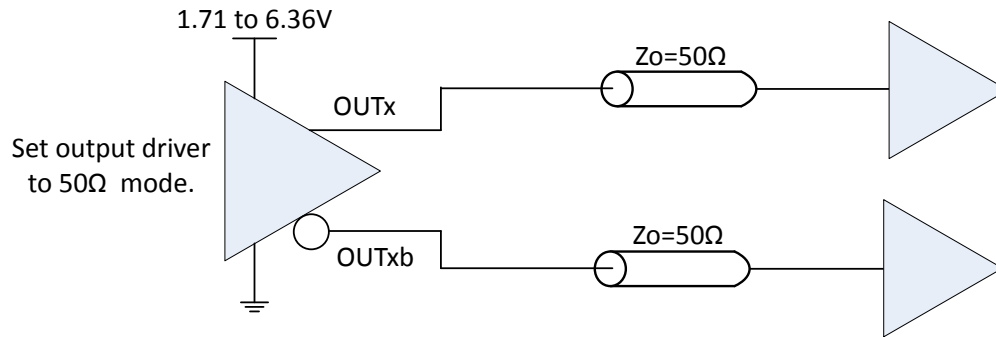 1.71 to 6.36V
Zo=50Ω
OUTx
Set output driver
to 50Ω mode.
Zo=50Ω
OUTxb